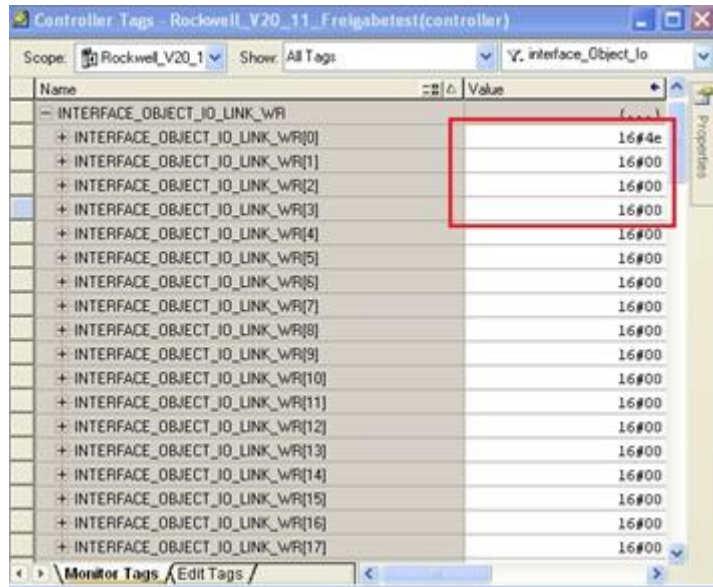 Controller Tags - Rockwell_V20_11_Freigabetest(controller)
Scope: Rockwell_V20_1 Show: All Tags interface_Object_Io
Name Value
INTERFACE_OBJECT_IO_LINK_WR {...}
+ INTERFACE_OBJECT_IO_LINK_WR[0] 16#4e
+ INTERFACE_OBJECT_IO_LINK_WR[1] 16#00
+ INTERFACE_OBJECT_IO_LINK_WR[2] 16#00
+ INTERFACE_OBJECT_IO_LINK_WR[3] 16#00
+ INTERFACE_OBJECT_IO_LINK_WR[4] 16#00
+ INTERFACE_OBJECT_IO_LINK_WR[5] 16#00
+ INTERFACE_OBJECT_IO_LINK_WR[6] 16#00
+ INTERFACE_OBJECT_IO_LINK_WR[7] 16#00
+ INTERFACE_OBJECT_IO_LINK_WR[8] 16#00
+ INTERFACE_OBJECT_IO_LINK_WR[9] 16#00
+ INTERFACE_OBJECT_IO_LINK_WR[10] 16#00
+ INTERFACE_OBJECT_IO_LINK_WR[11] 16#00
+ INTERFACE_OBJECT_IO_LINK_WR[12] 16#00
+ INTERFACE_OBJECT_IO_LINK_WR[13] 16#00
+ INTERFACE_OBJECT_IO_LINK_WR[14] 16#00
+ INTERFACE_OBJECT_IO_LINK_WR[15] 16#00
+ INTERFACE_OBJECT_IO_LINK_WR[16] 16#00
+ INTERFACE_OBJECT_IO_LINK_WR[17] 16#00
Monitor Tags Edit Tags
Properties